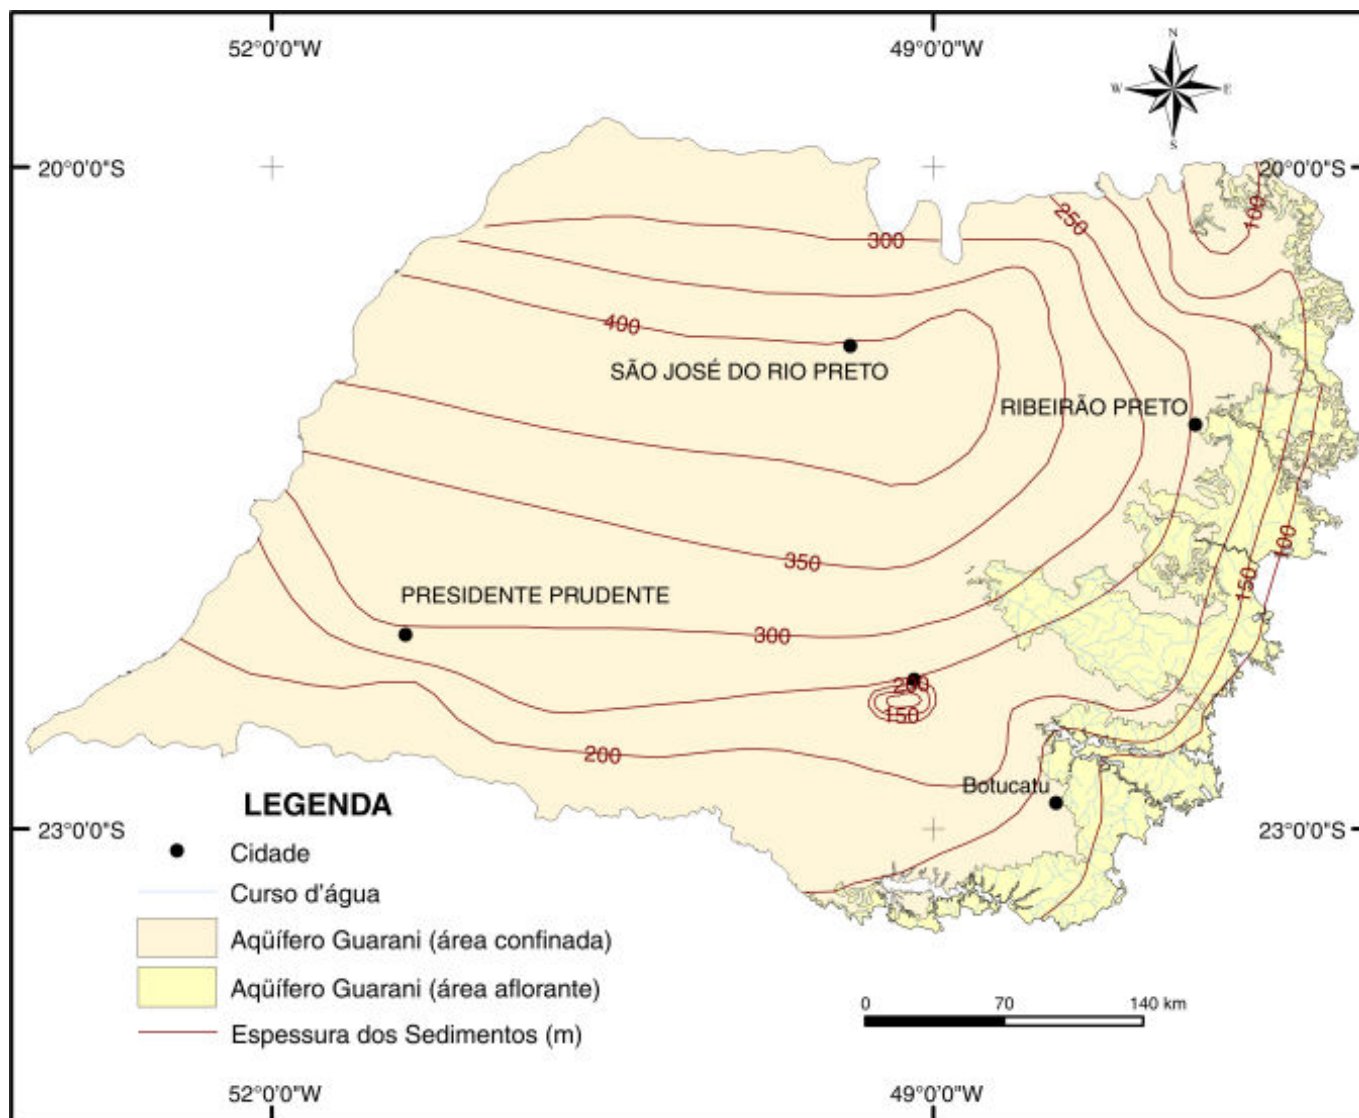 52°0'0"W
49°0'0"W
N
W
E
S
20°0'0"S
20°0'0"S
100
250
300
400
SÃO JOSÉ DO RIO PRETO
RIBEIRÃO PRETO
100
350
150
PRESIDENTE PRUDENTE
300
200
150
200
Botucatu
LEGENDA
23°0'0"S
23°0'0"S
Cidade
Curso d'água
Aqüífero Guarani (área confinada)
Aqüífero Guarani (área aflorante)
0 70 140 km
Espessura dos Sedimentos (m)
52°0'0"W
49°0'0"W